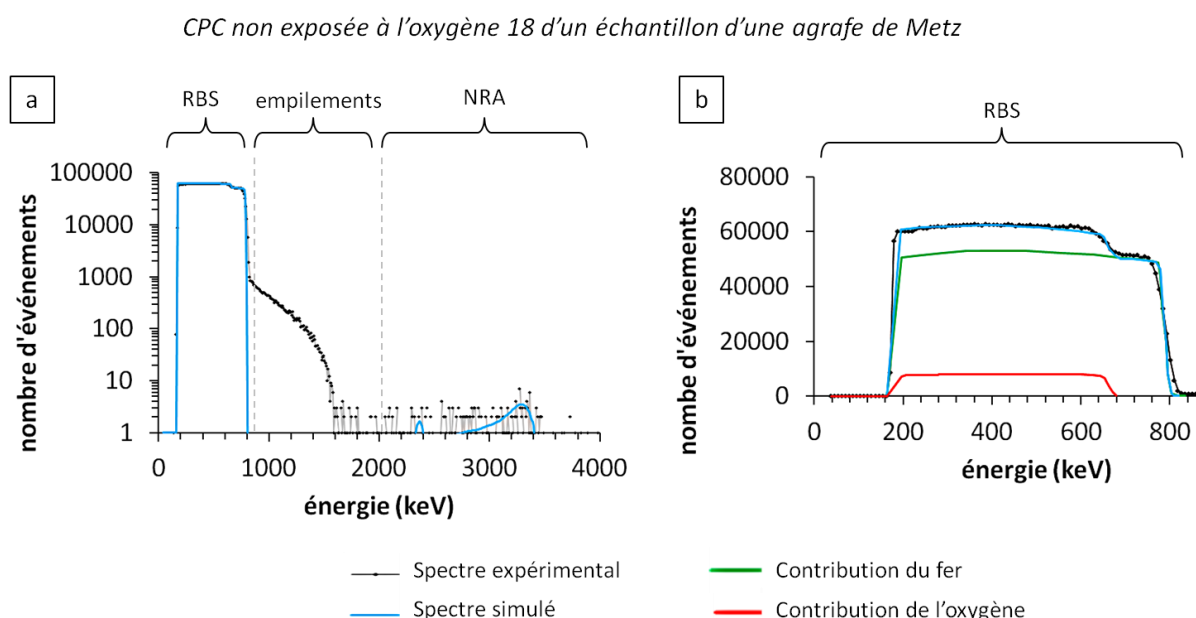 CPC non exposée à l'oxygène 18 d'un échantillon d'une agrafe de Metz
a
RBS
empilements
NRA
nombre d'événements
100000
10000
1000
100
10
1
0
1000
2000
3000
4000
énergie (keV)
b
RBS
nombe d'événements
80000
60000
40000
20000
0
0
200
400
600
800
énergie (keV)
Spectre expérimental
Contribution du fer
Spectre simulé
Contribution de l'oxygène